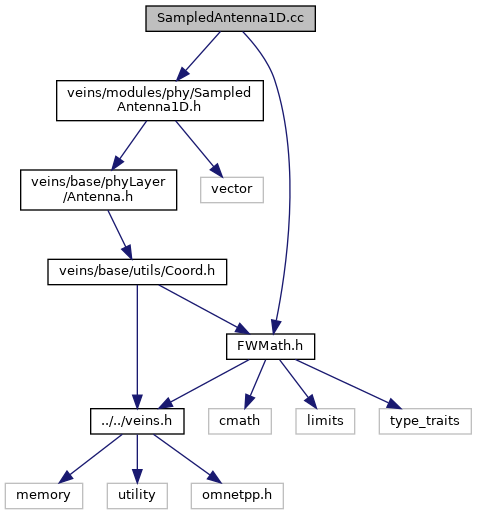 SampledAntenna1D.cc
veins/modules/phy/Sampled
Antenna1D.h
veins/base/phyLayer
/Antenna.h
vector
veins/base/utils/Coord.h
FWMath.h
../../veins.h
cmath
limits
type_traits
memory
utility
omnetpp.h